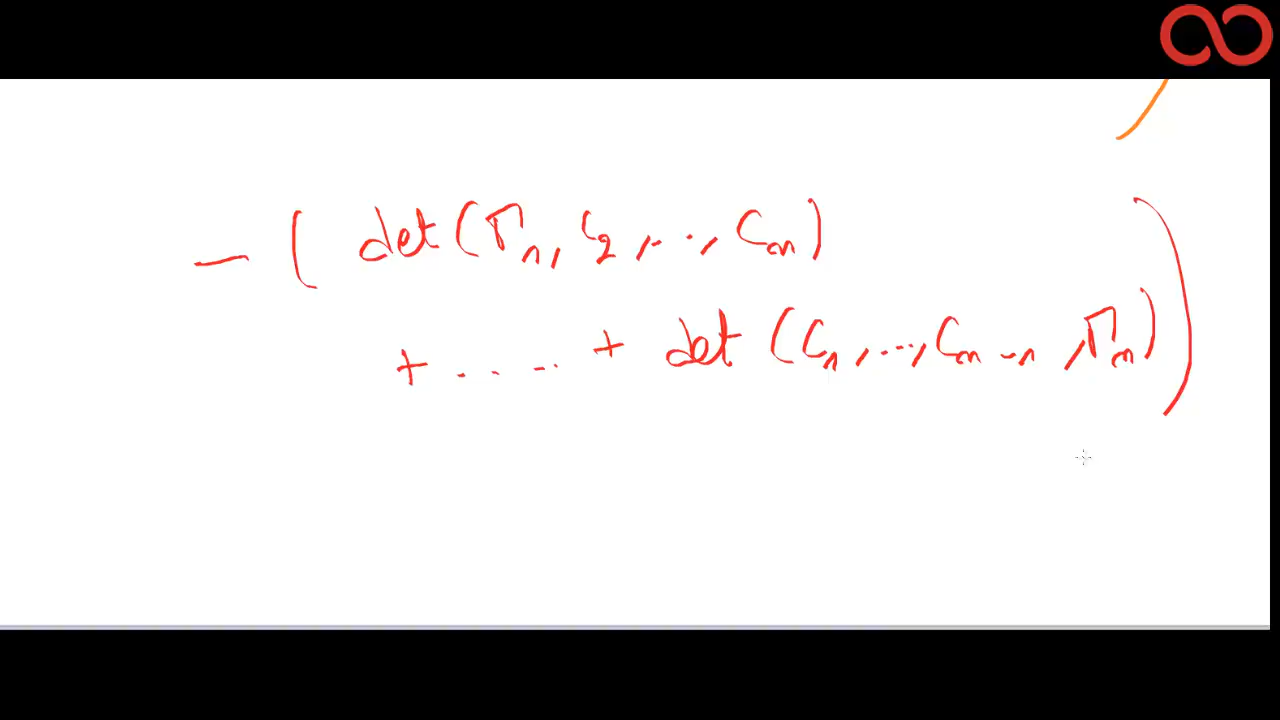 − ( det(Γ₁, C₂, ..., Cₙ)
+ .... + det(C₁, ..., Cₙ₋₁, Γₙ) )